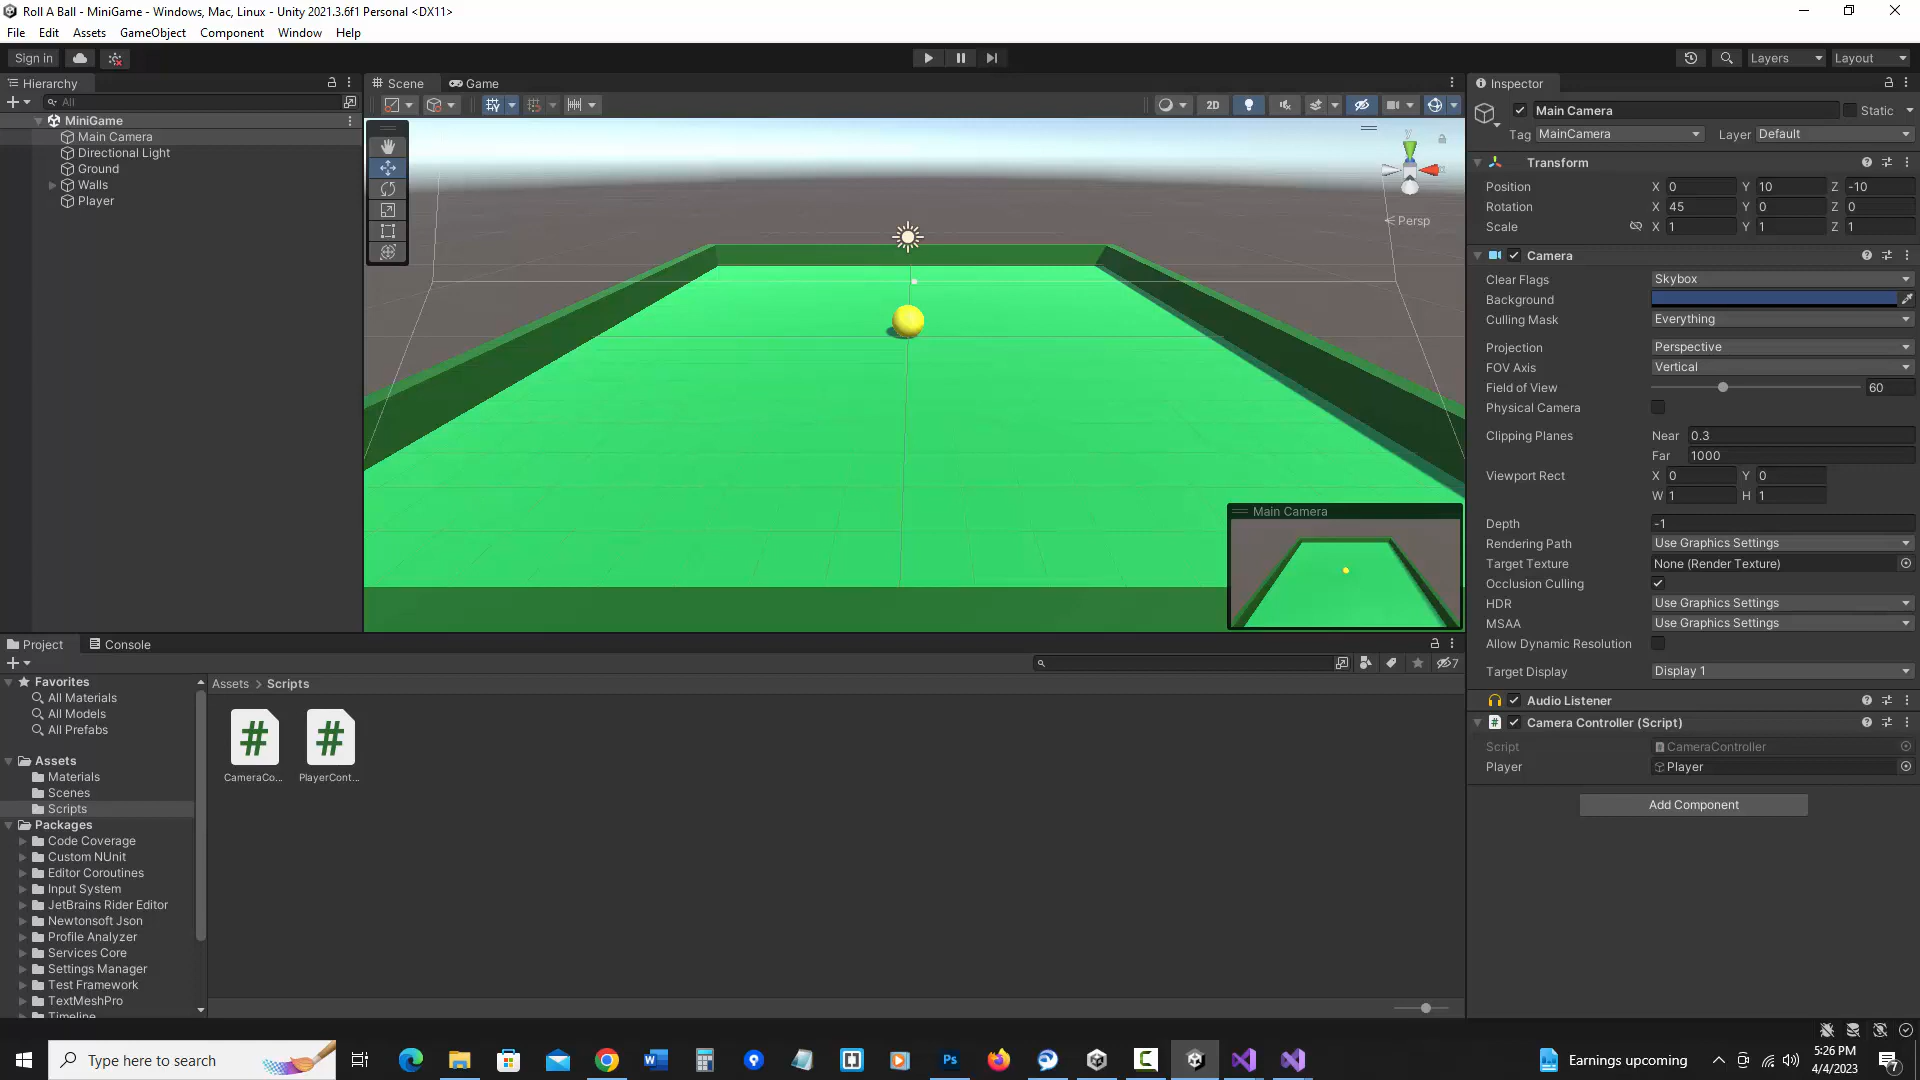 Roll A Ball - MiniGame - Windows, Mac, Linux - Unity 2021.3.6f1 Personal <DX11>
File Edit Assets GameObject Component Window Help
Sign in
Layers
Layout
Hierarchy
All
MiniGame
Main Camera
Directional Light
Ground
Walls
Player
Scene
Game
2D
y
Persp
Main Camera
Inspector
Main Camera
Static
Tag MainCamera Layer Default
Transform
Position X 0 Y 10 Z -10
Rotation X 45 Y 0 Z 0
Scale X 1 Y 1 Z 1
Camera
Clear Flags Skybox
Background
Culling Mask Everything
Projection Perspective
FOV Axis Vertical
Field of View 60
Physical Camera
Clipping Planes Near 0.3
Far 1000
Viewport Rect X 0 Y 0
W 1 H 1
Depth -1
Rendering Path Use Graphics Settings
Target Texture None (Render Texture)
Occlusion Culling
HDR Use Graphics Settings
MSAA Use Graphics Settings
Allow Dynamic Resolution
Target Display Display 1
Audio Listener
# Camera Controller (Script)
Script CameraController
Player Player
Add Component
Project
Console
7
Favorites
All Materials
All Models
All Prefabs
Assets
Materials
Scenes
Scripts
Packages
Code Coverage
Custom NUnit
Editor Coroutines
Input System
JetBrains Rider Editor
Newtonsoft Json
Profile Analyzer
Services Core
Settings Manager
Test Framework
TextMeshPro
Timeline
Assets > Scripts
# #
CameraCo... PlayerCont...
Type here to search
Ps
Earnings upcoming
5:26 PM
4/4/2023
7